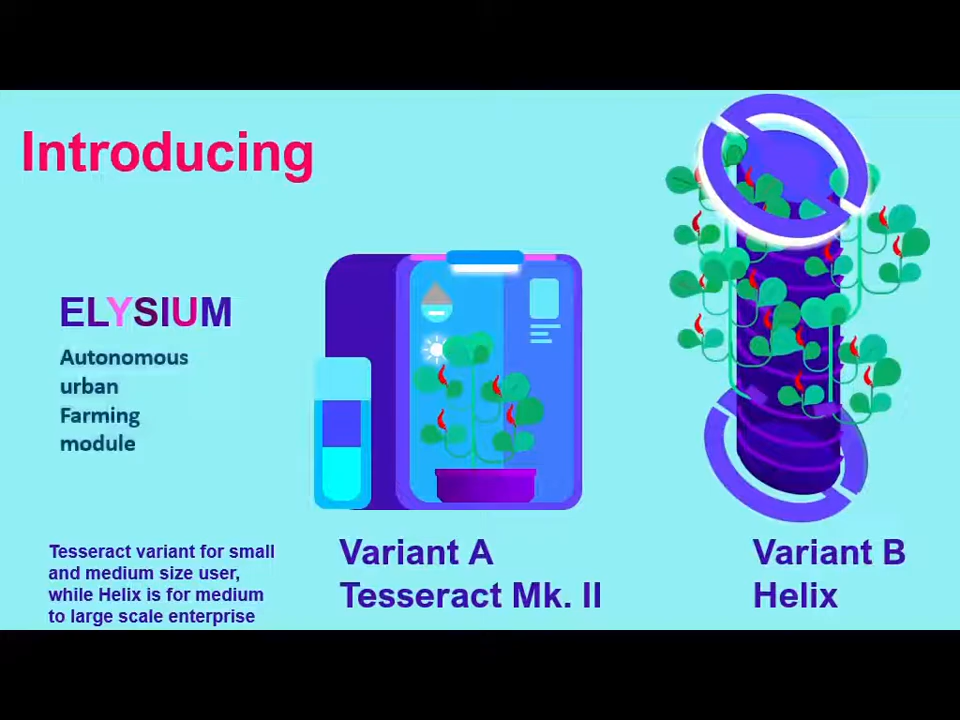 Introducing
ELYSIUM
Autonomous
urban
Farming
module
Tesseract variant for small
and medium size user,
while Helix is for medium
to large scale enterprise
Variant A
Tesseract Mk. II
Variant B
Helix